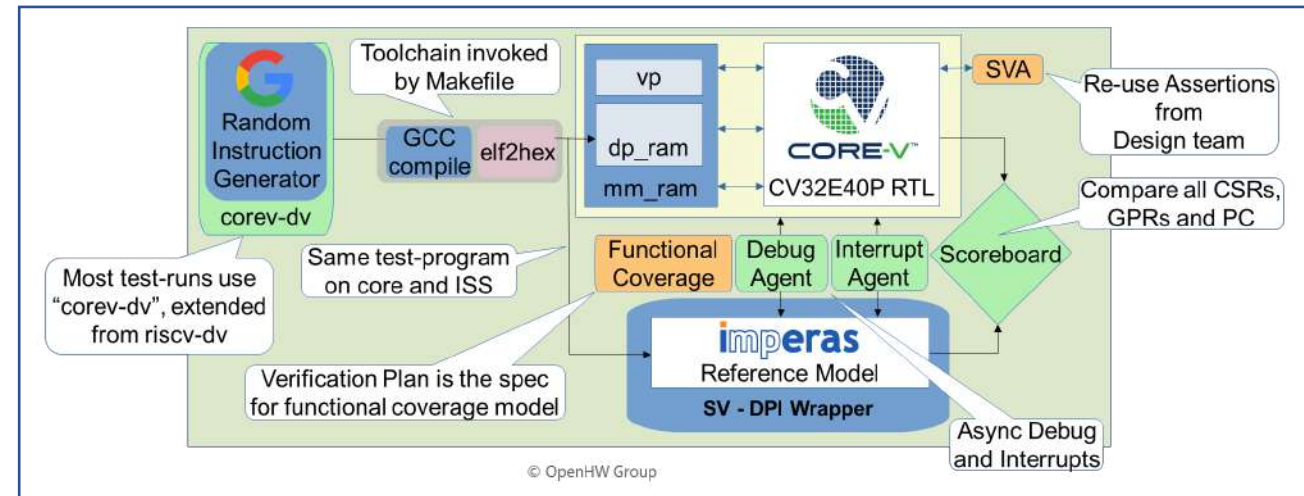 Random
Instruction
Generator
corev-dv
Toolchain invoked
by Makefile
GCC
compile
elf2hex
vp
dp_ram
mm_ram
CORE-V™
CV32E40P RTL
SVA
Re-use Assertions
from
Design team
Compare all CSRs,
GPRs and PC
Scoreboard
Most test-runs use
“corev-dv”, extended
from riscv-dv
Same test-program
on core and ISS
Functional
Coverage
Debug
Agent
Interrupt
Agent
Verification Plan is the spec
for functional coverage model
imperas
Reference Model
SV - DPI Wrapper
Async Debug
and Interrupts
© OpenHW Group